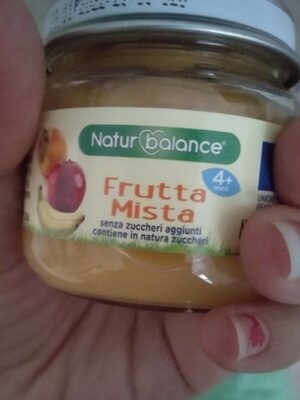 Natur balance®
4+
mesi
Frutta
Mista
senza zuccheri aggiunti
contiene in natura zuccheri